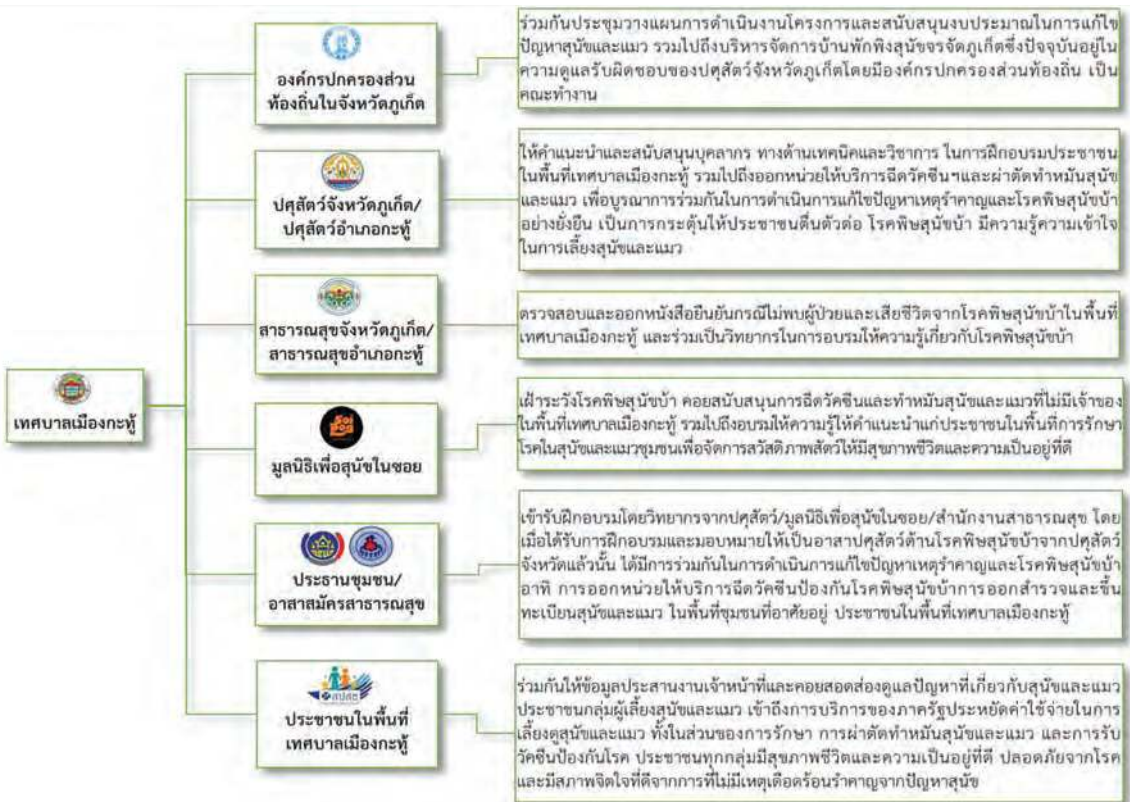 ร่วมกันประชุมวางแผนการดำเนินงานโครงการและสนับสนุนงบประมาณในการแก้ไข
ปัญหาสุนัขและแมว รวมไปถึงบริหารจัดการบ้านพักพิงสุนัขจรจัดภูเก็ตซึ่งปัจจุบันอยู่ใน
ความดูแลรับผิดชอบของปศุสัตว์จังหวัดภูเก็ตโดยมีองค์กรปกครองส่วนท้องถิ่น เป็น
คณะทำงาน
องค์กรปกครองส่วน
ท้องถิ่นในจังหวัดภูเก็ต
ให้คำแนะนำและสนับสนุนบุคลากร ทางด้านเทคนิคและวิชาการ ในการฝึกอบรมประชาชน
ในพื้นที่เทศบาลเมืองกะทู้ รวมไปถึงออกหน่วยให้บริการฉีดวัคซีนฯและผ่าตัดทำหมันสุนัข
และแมว เพื่อบูรณาการร่วมกันในการดำเนินการแก้ไขปัญหาเหตุรำคาญและโรคพิษสุนัขบ้า
อย่างยั่งยืน เป็นการกระตุ้นให้ประชาชนตื่นตัวต่อ โรคพิษสุนัขบ้า มีความรู้ความเข้าใจ
ในการเลี้ยงสุนัขและแมว
ปศุสัตว์จังหวัดภูเก็ต/
ปศุสัตว์อำเภอกะทู้
ตรวจสอบและออกหนังสือยืนยันกรณีไม่พบผู้ป่วยและเสียชีวิตจากโรคพิษสุนัขบ้าในพื้นที่
เทศบาลเมืองกะทู้ และร่วมเป็นวิทยากรในการอบรมให้ความรู้เกี่ยวกับโรคพิษสุนัขบ้า
สาธารณสุขจังหวัดภูเก็ต/
สาธารณสุขอำเภอกะทู้
เทศบาลเมืองกะทู้
เฝ้าระวังโรคพิษสุนัขบ้า คอยสนับสนุนการฉีดวัคซีนและทำหมันสุนัขและแมวที่ไม่มีเจ้าของ
ในพื้นที่เทศบาลเมืองกะทู้ รวมไปถึงอบรมให้ความรู้ให้คำแนะนำแก่ประชาชนในพื้นที่การรักษา
โรคในสุนัขและแมวชุมชนเพื่อจัดการสวัสดิภาพสัตว์ให้มีสุขภาพชีวิตและความเป็นอยู่ที่ดี
Soi
Dog
มูลนิธิเพื่อสุนัขในซอย
เข้ารับฝึกอบรมโดยวิทยากรจากปศุสัตว์/มูลนิธิเพื่อสุนัขในซอย/สำนักงานสาธารณสุข โดย
เมื่อได้รับการฝึกอบรมและมอบหมายให้เป็นอาสาปศุสัตว์ด้านโรคพิษสุนัขบ้าจากปศุสัตว์
จังหวัดแล้วนั้น ได้มีการร่วมกันในการดำเนินการแก้ไขปัญหาเหตุรำคาญและโรคพิษสุนัขบ้า
อาทิ การออกหน่วยให้บริการฉีดวัคซีนป้องกันโรคพิษสุนัขบ้าการออกสำรวจและขึ้น
ทะเบียนสุนัขและแมว ในพื้นที่ชุมชนที่อาศัยอยู่ ประชาชนในพื้นที่เทศบาลเมืองกะทู้
ประธานชุมชน/
อาสาสมัครสาธารณสุข
ร่วมกันให้ข้อมูลประสานงานเจ้าหน้าที่และคอยสอดส่องดูแลปัญหาที่เกี่ยวกับสุนัขและแมว
ประชาชนกลุ่มผู้เลี้ยงสุนัขและแมว เข้าถึงการบริการของภาครัฐประหยัดค่าใช้จ่ายในการ
เลี้ยงดูสุนัขและแมว ทั้งในส่วนของการรักษา การผ่าตัดทำหมันสุนัขและแมว และการรับ
วัคซีนป้องกันโรค ประชาชนทุกกลุ่มมีสุขภาพชีวิตและความเป็นอยู่ที่ดี ปลอดภัยจากโรค
และมีสภาพจิตใจที่ดีจากการที่ไม่มีเหตุเดือดร้อนรำคาญจากปัญหาสุนัข
สปสช
ประชาชนในพื้นที่
เทศบาลเมืองกะทู้